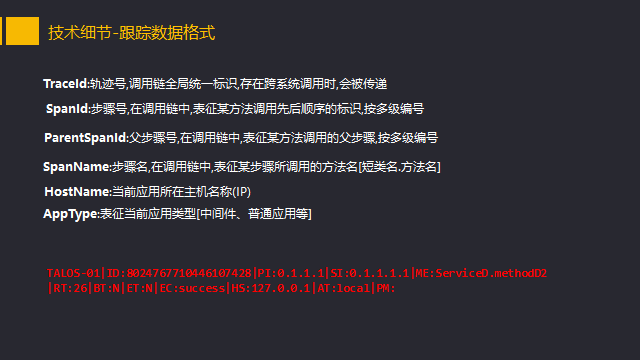 技术细节-跟踪数据格式
TraceId:轨迹号,调用链全局统一标识,存在跨系统调用时,会被传递
SpanId:步骤号,在调用链中,表征某方法调用先后顺序的标识,按多级编号
ParentSpanId:父步骤号,在调用链中,表征某方法调用的父步骤,按多级编号
SpanName:步骤名,在调用链中,表征某步骤所调用的方法名[短类名.方法名]
HostName:当前应用所在主机名称(IP)
AppType:表征当前应用类型[中间件、普通应用等]
TALOS-01|ID:8024767710446107428|PI:0.1.1.1|SI:0.1.1.1.1|ME:ServiceD.methodD2
|RT:26|BT:N|ET:N|EC:success|HS:127.0.0.1|AT:local|PM: